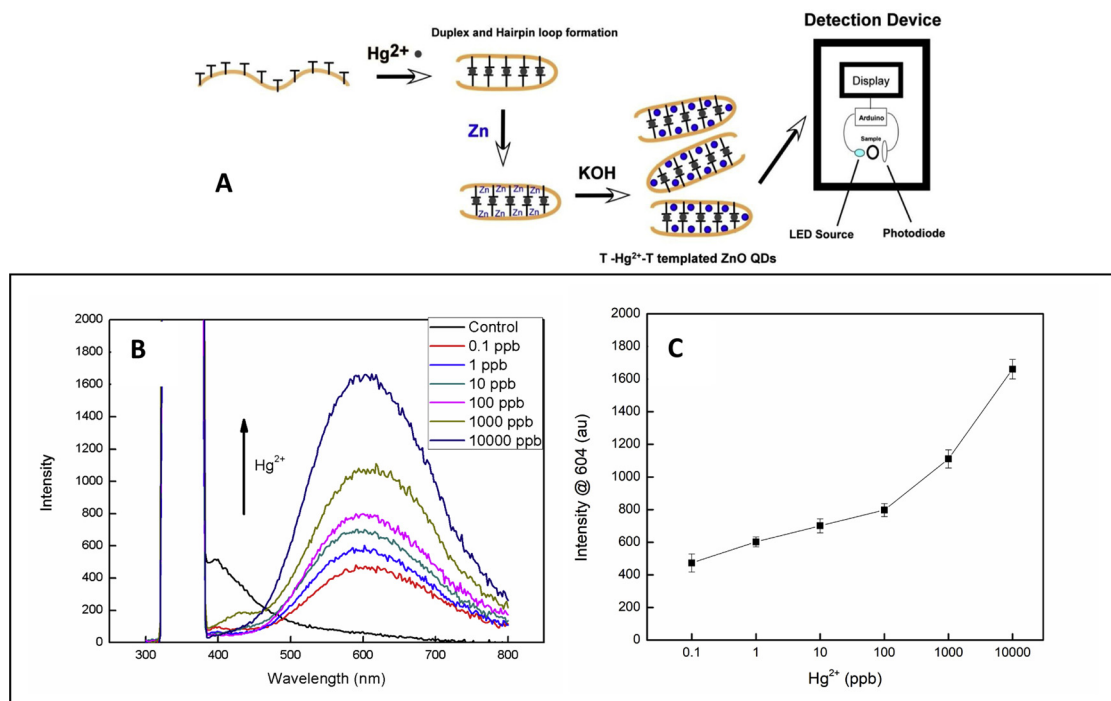 Detection Device
Duplex and Hairpin loop formation
Hg2+
T T T T T T T T T
Display
Arduino
Sample
Zn
A
KOH
Zn Zn Zn Zn
Zn Zn Zn Zn
LED Source
Photodiode
T -Hg2+-T templated ZnO QDs
B
2000
1800
1600
1400
1200
1000
800
600
400
200
0
Intensity
Hg2+
Control
0.1 ppb
1 ppb
10 ppb
100 ppb
1000 ppb
10000 ppb
300 400 500 600 700 800
Wavelength (nm)
C
2000
1800
1600
1400
1200
1000
800
600
400
200
0
Intensity @ 604 (au)
0.1 1 10 100 1000 10000
Hg2+ (ppb)